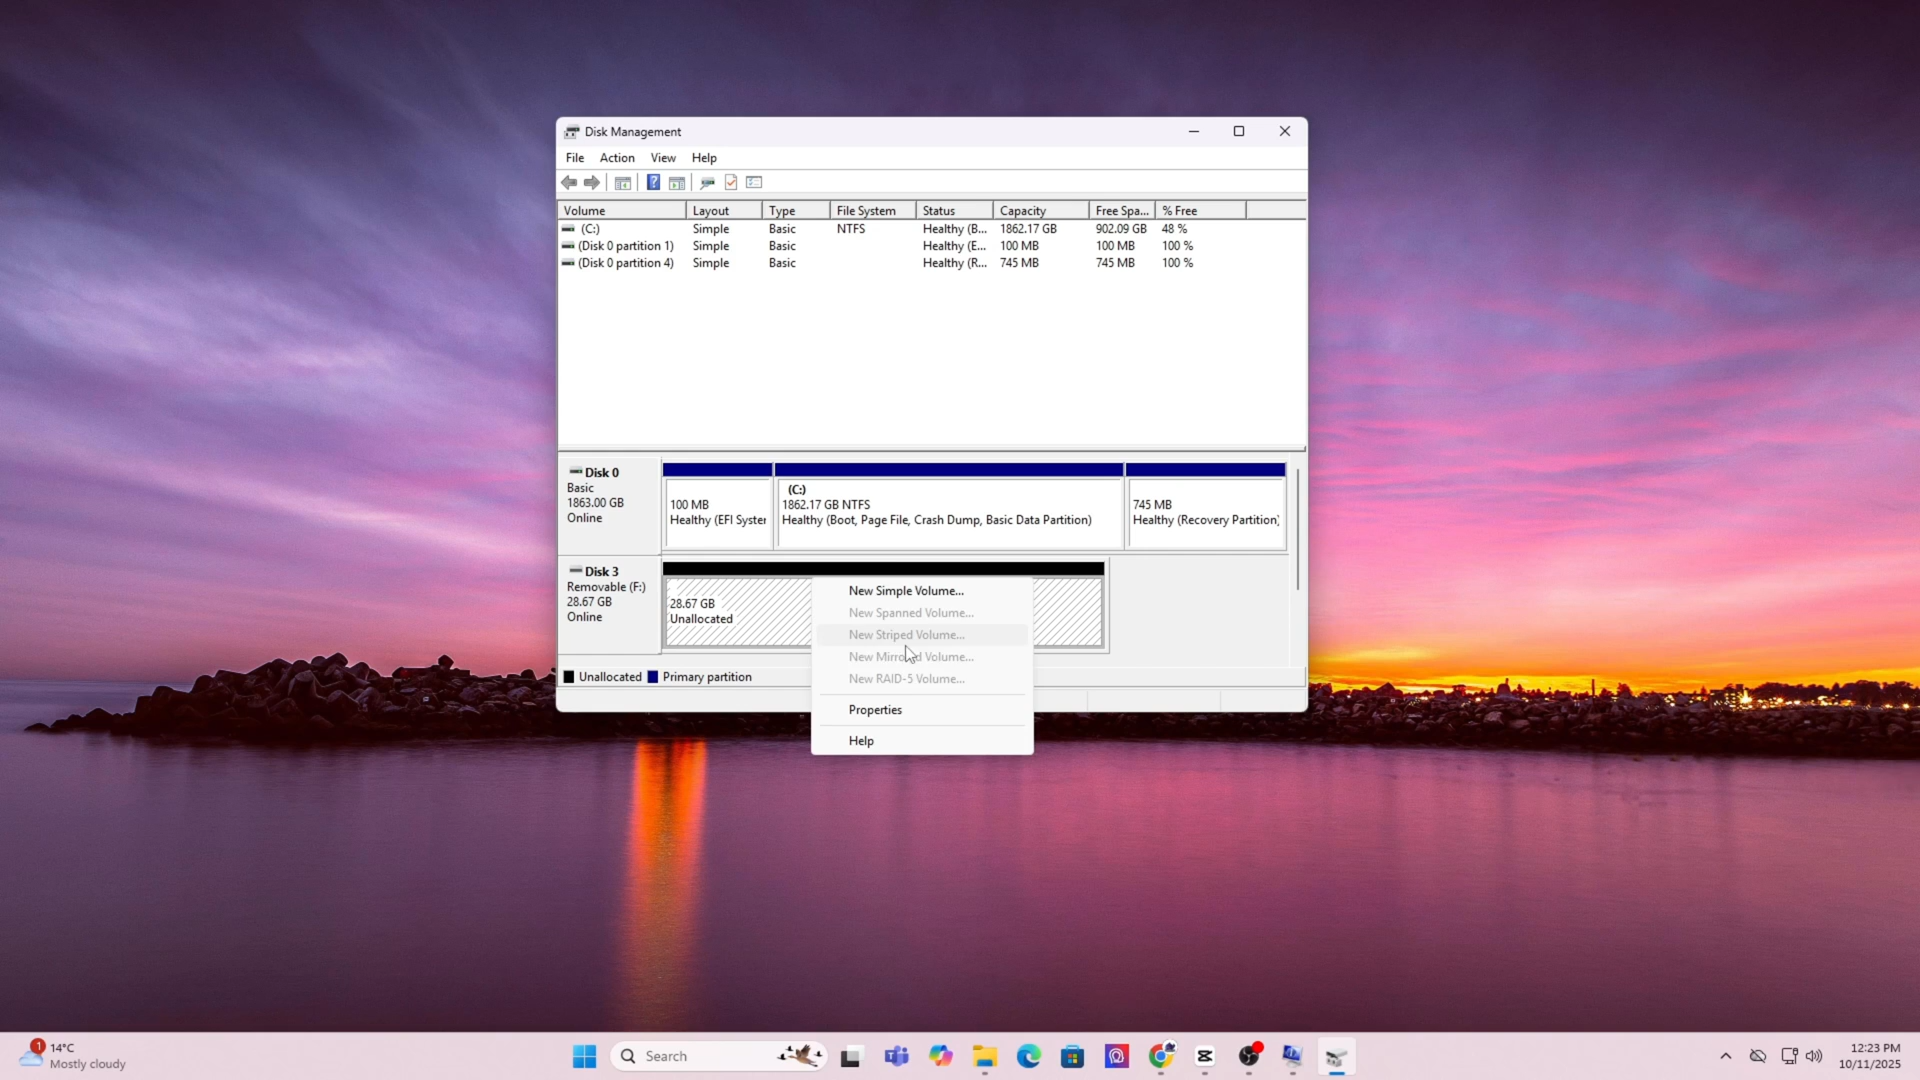 Disk Management
File Action View Help
Volume Layout Type File System Status Capacity Free Spa... % Free
(C:) Simple Basic NTFS Healthy (B... 1862.17 GB 902.09 GB 48 %
(Disk 0 partition 1) Simple Basic Healthy (E... 100 MB 100 MB 100 %
(Disk 0 partition 4) Simple Basic Healthy (R... 745 MB 745 MB 100 %
Disk 0
Basic
1863.00 GB
Online
100 MB
Healthy (EFI System
(C:)
1862.17 GB NTFS
Healthy (Boot, Page File, Crash Dump, Basic Data Partition)
745 MB
Healthy (Recovery Partition)
Disk 3
Removable (F:)
28.67 GB
Online
28.67 GB
Unallocated
New Simple Volume...
New Spanned Volume...
New Striped Volume...
New Mirrored Volume...
New RAID-5 Volume...
Properties
Help
Unallocated Primary partition
1
14°C
Mostly cloudy
Search
12:23 PM
10/11/2025